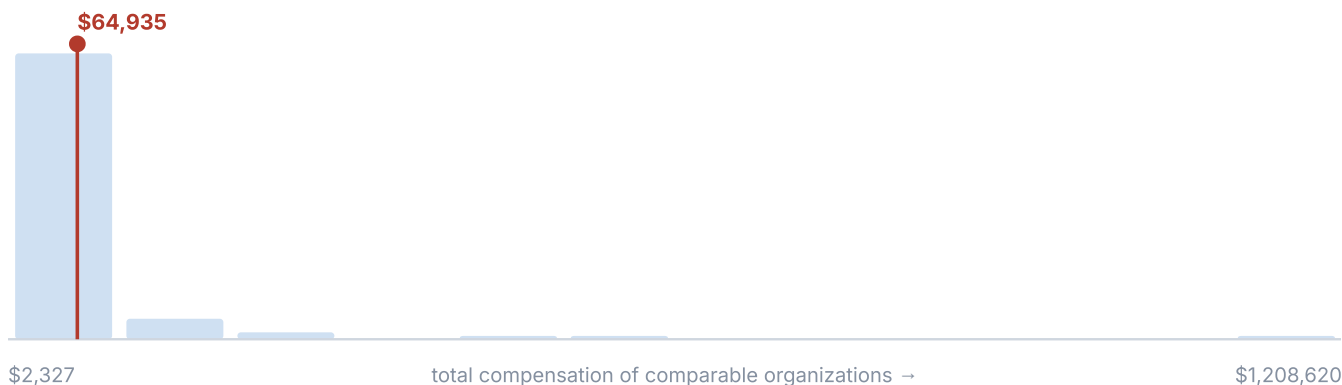 $64,935
$2,327 total compensation of comparable organizations → $1,208,620